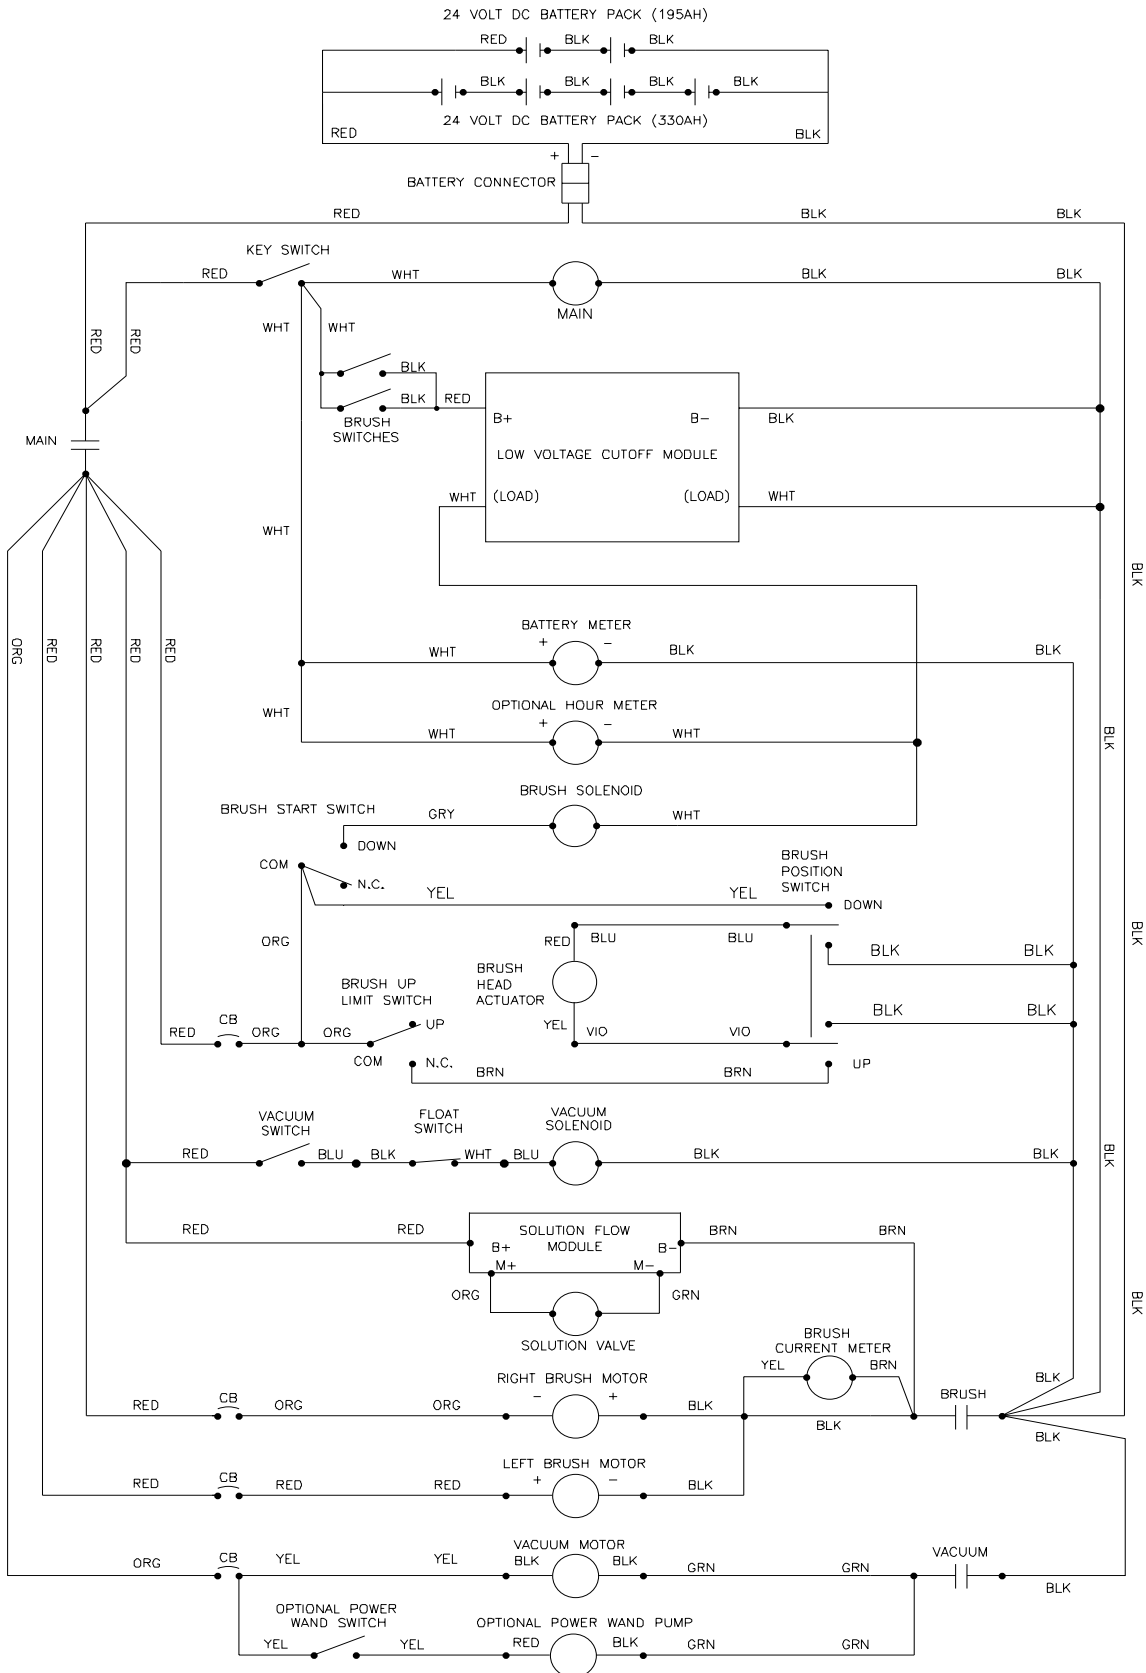 24 VOLT DC BATTERY PACK (195AH)
RED BLK BLK
BLK BLK BLK BLK
24 VOLT DC BATTERY PACK (330AH)
RED BLK
+ −
BATTERY CONNECTOR
RED BLK BLK
KEY SWITCH
RED WHT BLK BLK
MAIN
WHT WHT
RED RED
BLK
BLK RED
BRUSH
SWITCHES
B+ B−
BLK
MAIN
LOW VOLTAGE CUTOFF MODULE
WHT (LOAD) (LOAD) WHT
WHT
BLK
BATTERY METER
+ −
WHT BLK BLK
ORG RED RED RED RED
OPTIONAL HOUR METER
WHT
+ −
WHT WHT
BLK
BRUSH SOLENOID
BRUSH START SWITCH
GRY WHT
DOWN
COM
N.C.
BRUSH
POSITION
SWITCH
YEL YEL
DOWN
ORG
RED BLU BLU
BLK
BLK BLK
BRUSH
HEAD
ACTUATOR
BRUSH UP
LIMIT SWITCH
UP
BLK BLK
CB
RED ORG ORG
YEL VIO VIO
COM N.C.
UP
BRN BRN
VACUUM
SWITCH
FLOAT
SWITCH
VACUUM
SOLENOID
RED BLU BLK WHT BLU BLK BLK
BLK
RED RED
SOLUTION FLOW
MODULE
B+ B−
M+ M−
BRN BRN
ORG GRN
SOLUTION VALVE
BLK
BRUSH
CURRENT METER
YEL BRN
RIGHT BRUSH MOTOR
− +
CB
RED ORG ORG BLK
BLK
BRUSH
BLK
BLK
LEFT BRUSH MOTOR
+ −
CB
RED RED RED BLK
VACUUM MOTOR
CB
ORG YEL YEL BLK BLK GRN GRN
VACUUM
BLK
OPTIONAL POWER
WAND SWITCH
OPTIONAL POWER WAND PUMP
YEL YEL RED BLK GRN GRN